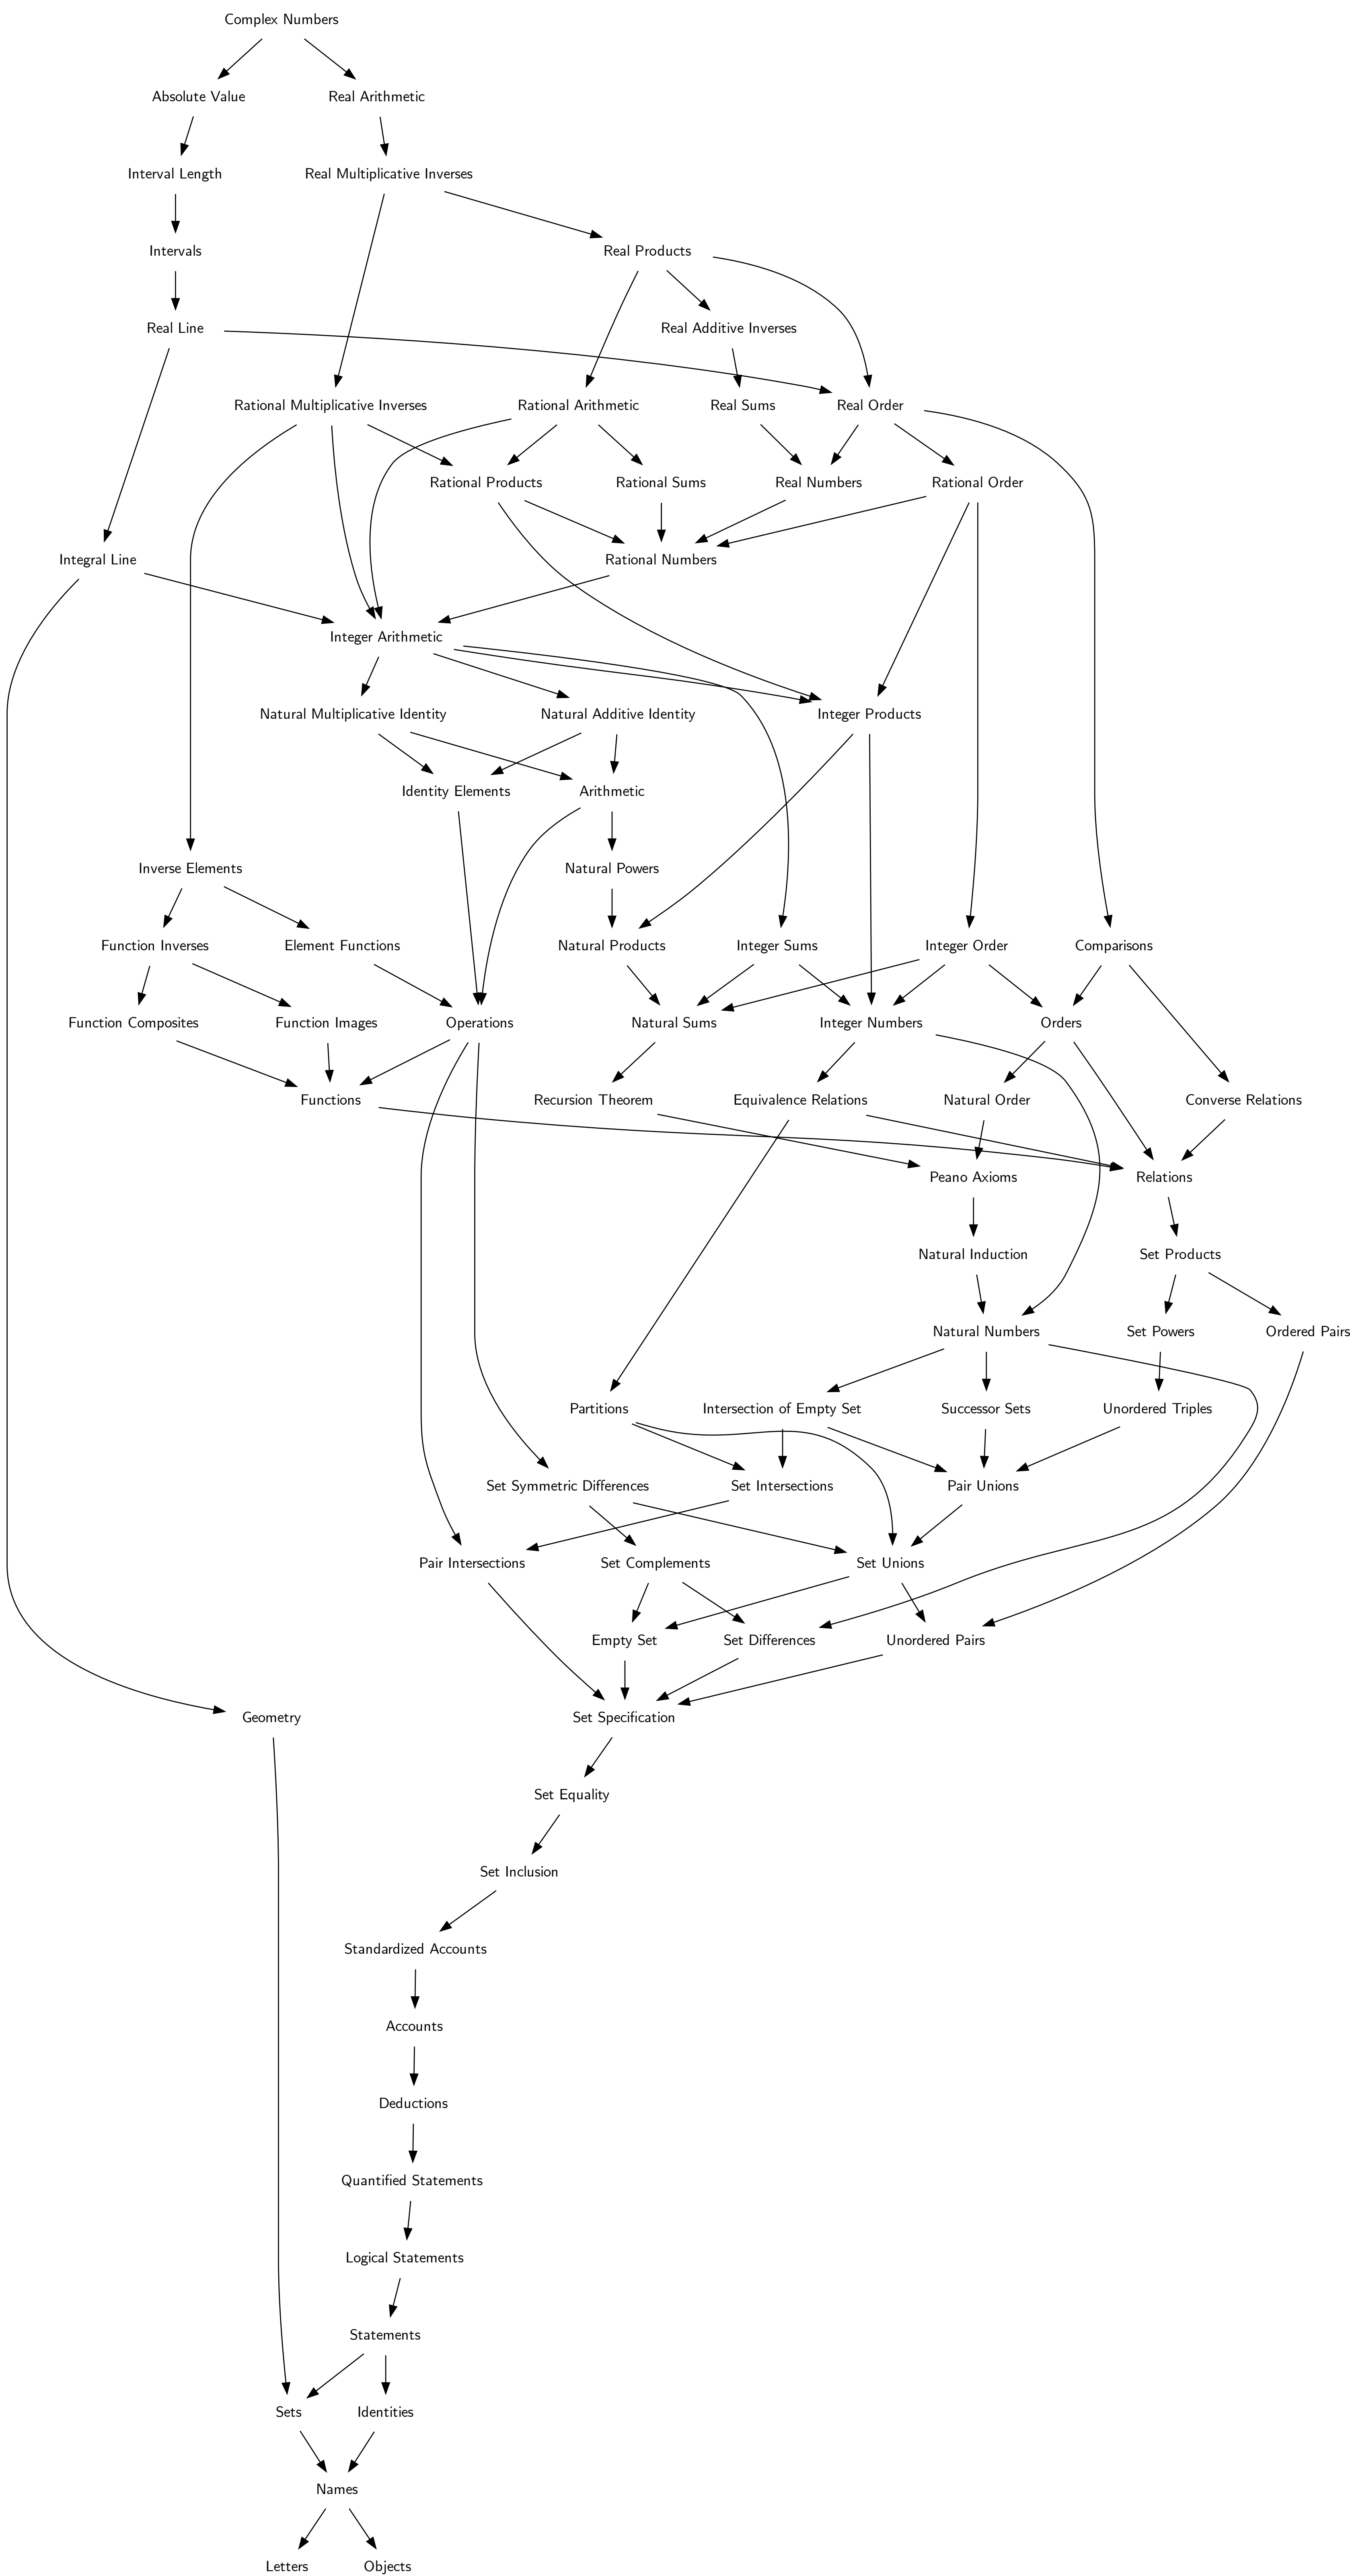 Complex Numbers
Absolute Value
Real Arithmetic
Interval Length
Real Multiplicative Inverses
Intervals
Real Products
Real Line
Real Additive Inverses
Rational Multiplicative Inverses
Rational Arithmetic
Real Sums
Real Order
Rational Products
Rational Sums
Real Numbers
Rational Order
Integral Line
Rational Numbers
Integer Arithmetic
Natural Multiplicative Identity
Natural Additive Identity
Integer Products
Identity Elements
Arithmetic
Inverse Elements
Natural Powers
Function Inverses
Element Functions
Natural Products
Integer Sums
Integer Order
Comparisons
Function Composites
Function Images
Operations
Natural Sums
Integer Numbers
Orders
Functions
Recursion Theorem
Equivalence Relations
Natural Order
Converse Relations
Peano Axioms
Relations
Natural Induction
Set Products
Natural Numbers
Set Powers
Ordered Pairs
Partitions
Intersection of Empty Set
Successor Sets
Unordered Triples
Set Symmetric Differences
Set Intersections
Pair Unions
Pair Intersections
Set Complements
Set Unions
Empty Set
Set Differences
Unordered Pairs
Geometry
Set Specification
Set Equality
Set Inclusion
Standardized Accounts
Accounts
Deductions
Quantified Statements
Logical Statements
Statements
Sets
Identities
Names
Letters
Objects